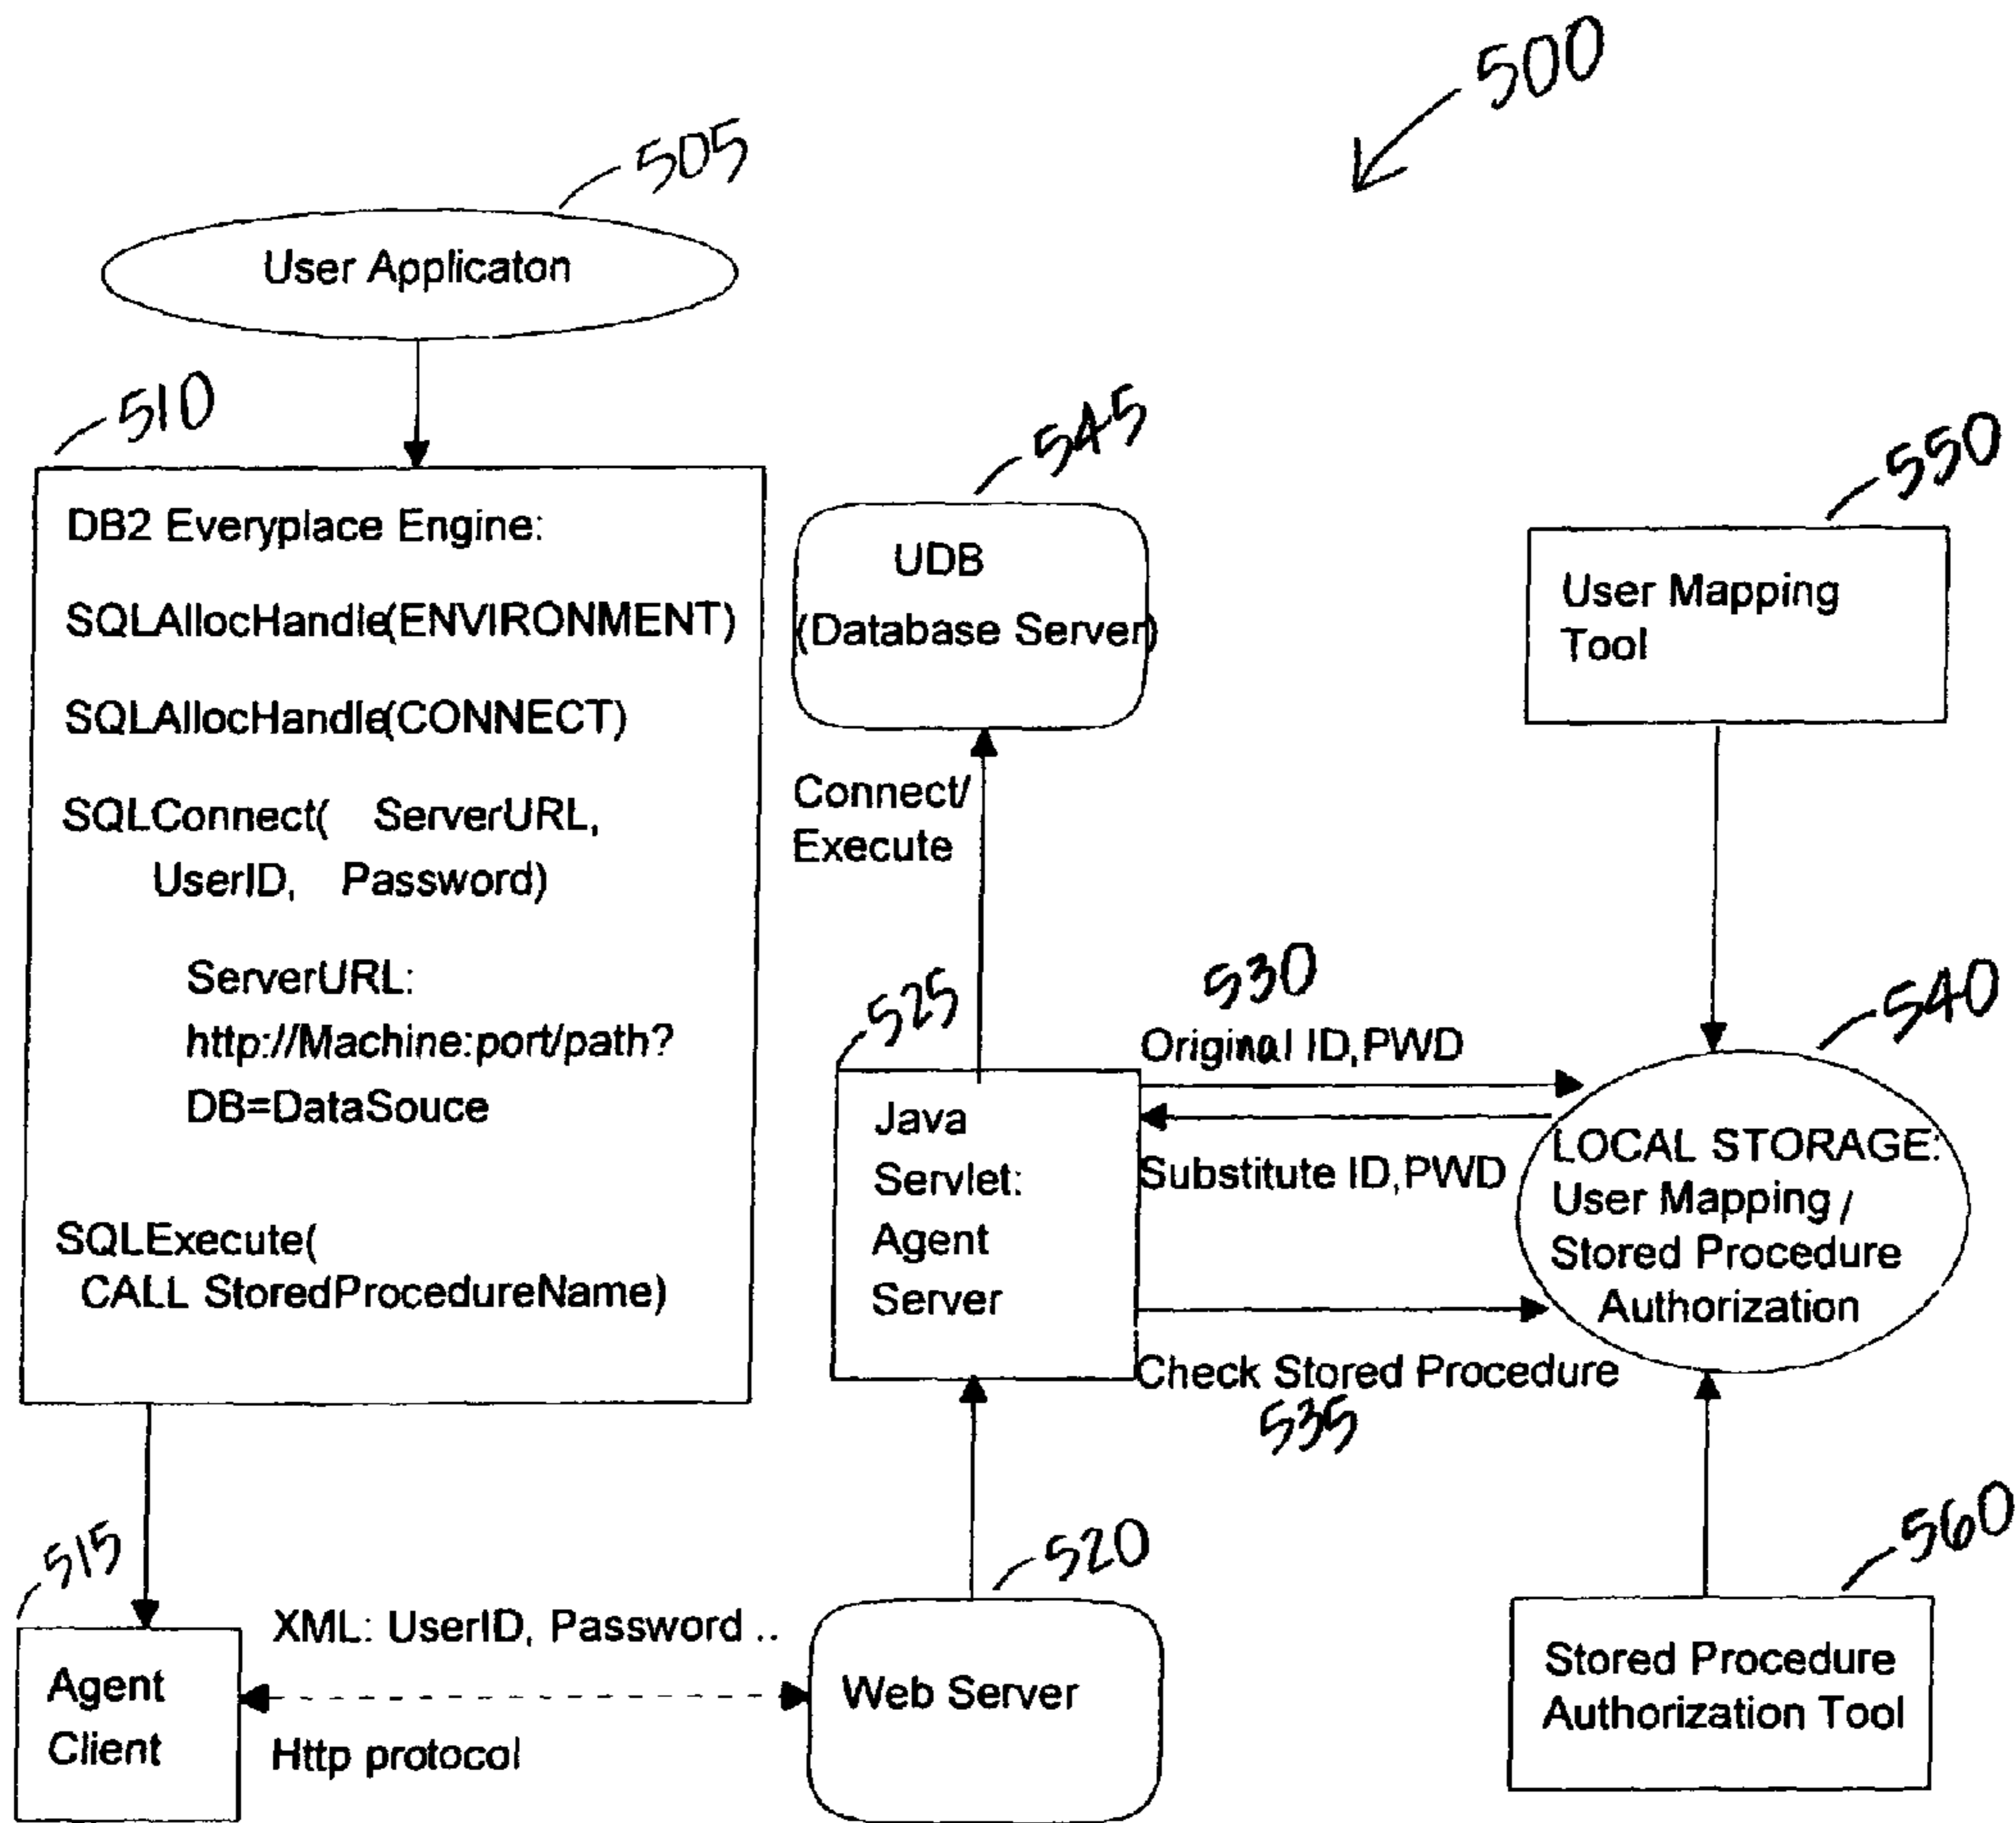 500
505
User Applicaton
510
DB2 Everyplace Engine:
SQLAllocHandle(ENVIRONMENT)
SQLAllocHandle(CONNECT)
SQLConnect( ServerURL,
UserID, Password)
ServerURL:
http://Machine:port/path?
DB=DataSouce
SQLExecute(
CALL StoredProcedureName)
545
UDB
(Database Server)
Connect/
Execute
550
User Mapping
Tool
525
Java
Servlet:
Agent
Server
530
Original ID,PWD
Substitute ID,PWD
Check Stored Procedure
535
540
LOCAL STORAGE:
User Mapping /
Stored Procedure
Authorization
515
Agent
Client
XML: UserID, Password ..
Http protocol
520
Web Server
560
Stored Procedure
Authorization Tool